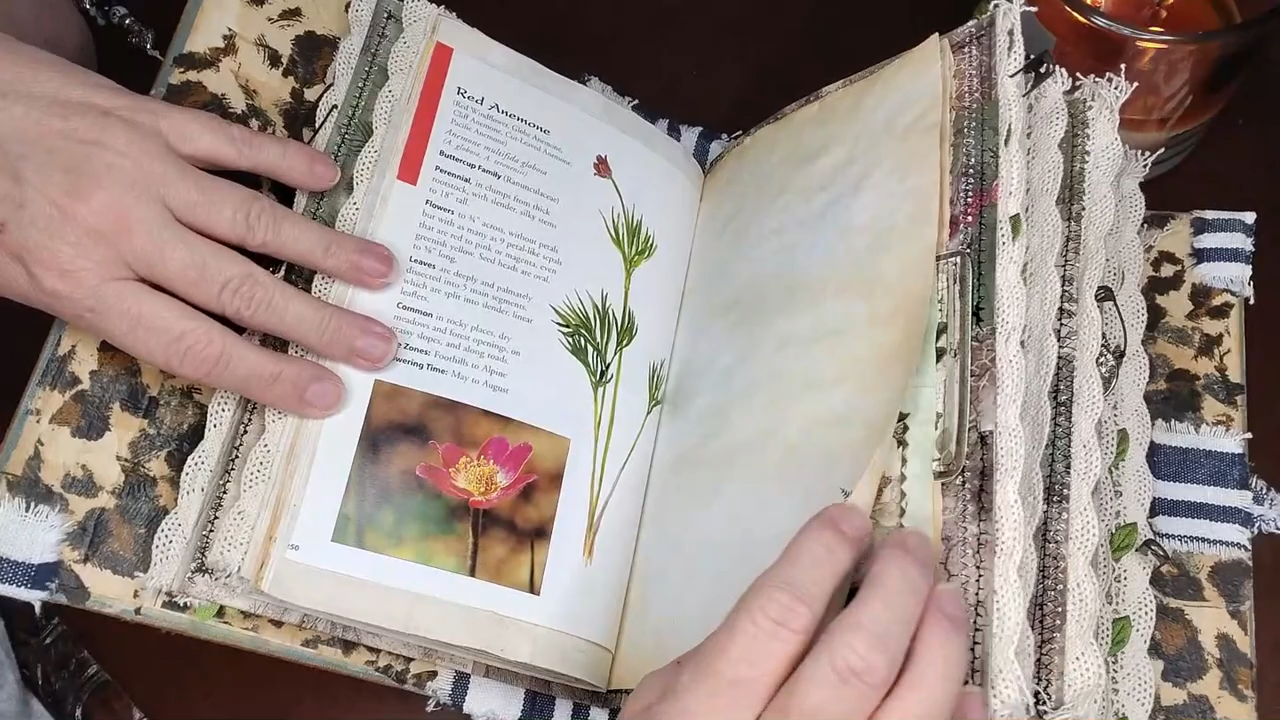 Red Anemone
(Red Windflower, Globe Anemone,
Cliff Anemone, Cut-Leaved Anemone,
Pacific Anemone)
Anemone multifida globosa
(A. globosa, A.
Buttercup Family (Ranunculaceae)
Perennial, in clumps from thick
rootstock, with slender, silky stems
to 18" tall.
Flowers to ¾" across, without petals
but with as many as 9 petal-like sepals
that are red to pink, or magenta, even
greenish yellow. Seed heads are oval,
to ⅝" long.
Leaves are deeply and palmately
dissected into 3 main segments,
which are split into slender, linear
leaflets.
Common in rocky places, dry
meadows and forest openings, on
grassy slopes, and along roads.
e Zones: Foothills to Alpine
wering Time: May to August
250